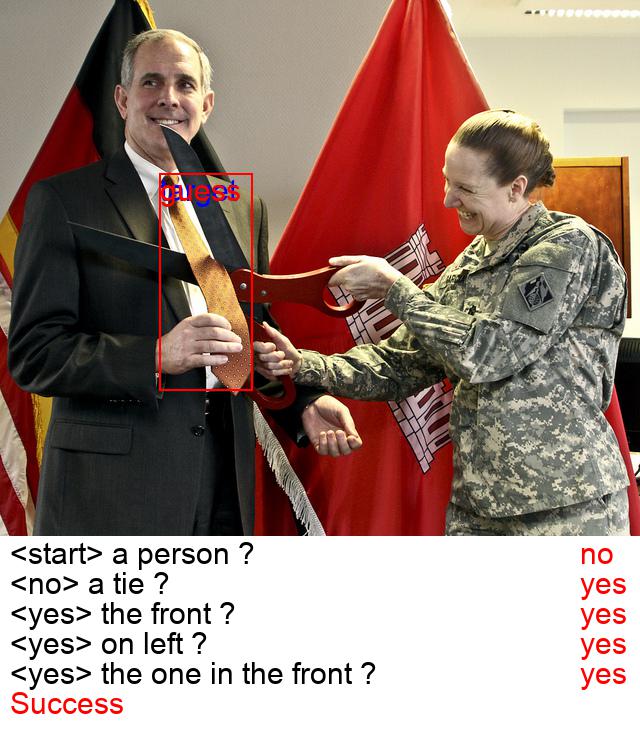 guess
<start> a person ? no
<no> a tie ? yes
<yes> the front ? yes
<yes> on left ? yes
<yes> the one in the front ? yes
Success